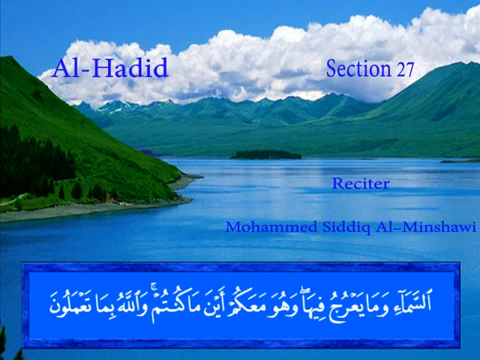 Al-Hadid
Section 27
Reciter
Mohammed Siddiq Al-Minshawi
ٱلسَّمَآءِ وَمَا يَعْرُجُ فِيهَا ۖ وَهُوَ مَعَكُمْ أَيْنَ مَا كُنتُمْ ۚ وَٱللَّهُ بِمَا تَعْمَلُونَ